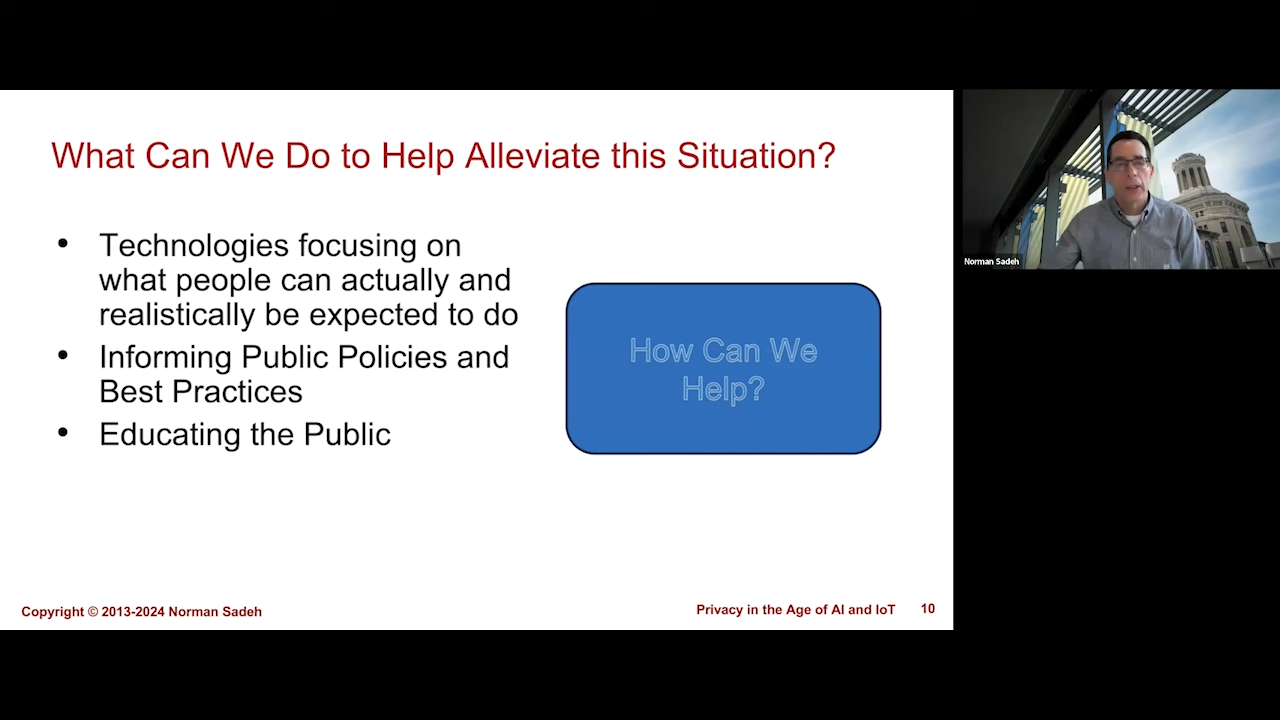 What Can We Do to Help Alleviate this Situation?
• Technologies focusing on
what people can actually and
realistically be expected to do
• Informing Public Policies and
Best Practices
• Educating the Public
How Can We
Help?
Norman Sadeh
Copyright © 2013-2024 Norman Sadeh
Privacy in the Age of AI and IoT 10